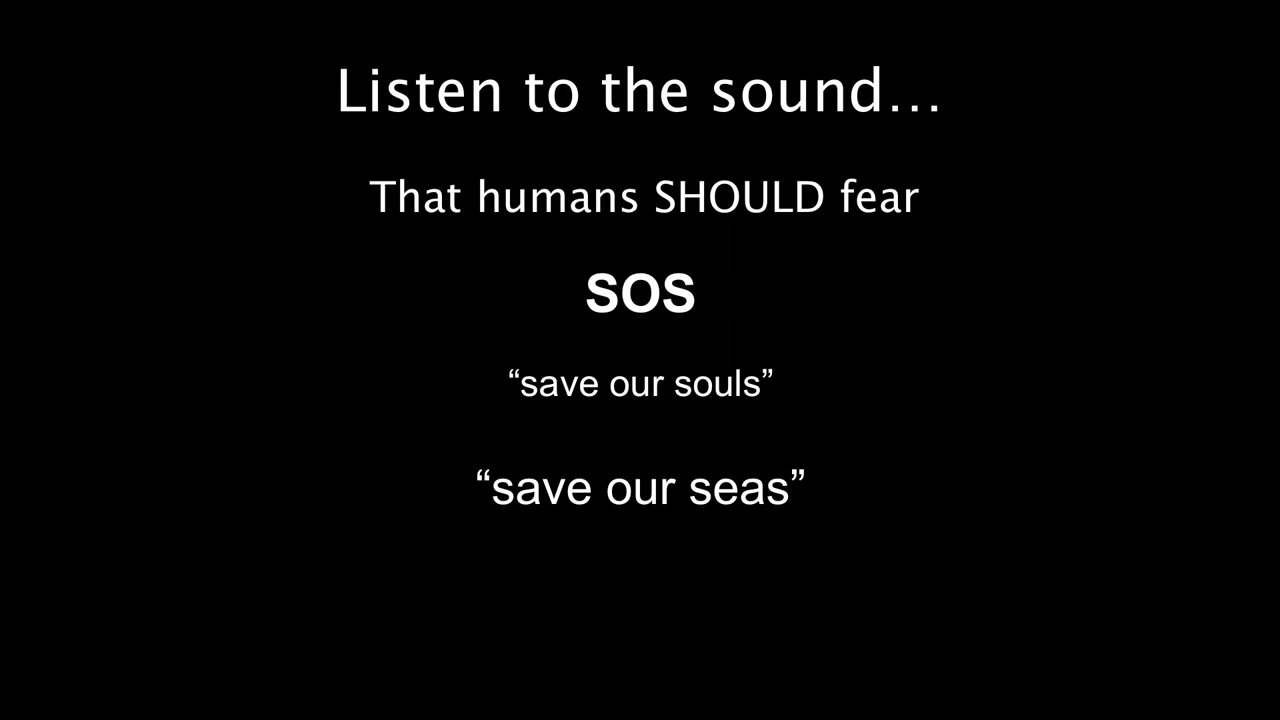 Listen to the sound…
That humans SHOULD fear
SOS
“save our souls”
“save our seas”